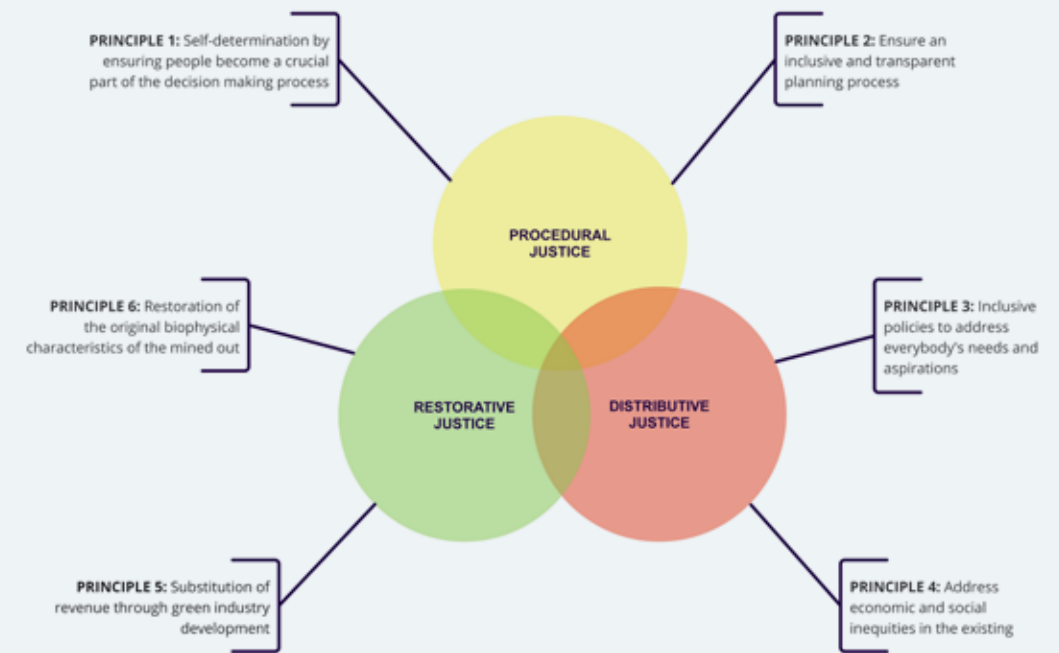 PRINCIPLE 1: Self-determination by
ensuring people become a crucial
part of the decision making process
PRINCIPLE 2: Ensure an
inclusive and transparent
planning process
PROCEDURAL
JUSTICE
PRINCIPLE 6: Restoration of
the original biophysical
characteristics of the mined out
PRINCIPLE 3: Inclusive
policies to address
everybody's needs and
aspirations
RESTORATIVE
JUSTICE
DISTRIBUTIVE
JUSTICE
PRINCIPLE 5: Substitution of
revenue through green industry
development
PRINCIPLE 4: Address
economic and social
inequities in the existing